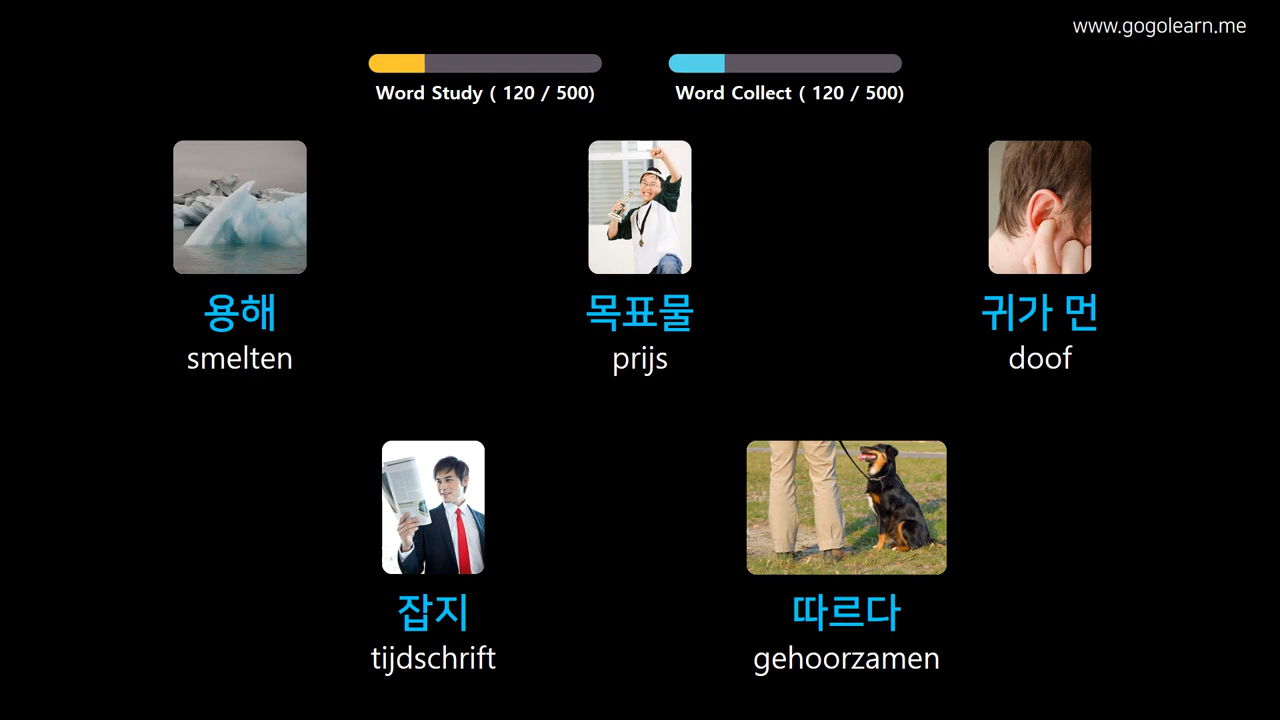 www.gogolearn.me
Word Study ( 120 / 500)
Word Collect ( 120 / 500)
용해
smelten
목표물
prijs
귀가 먼
doof
잡지
tijdschrift
따르다
gehoorzamen